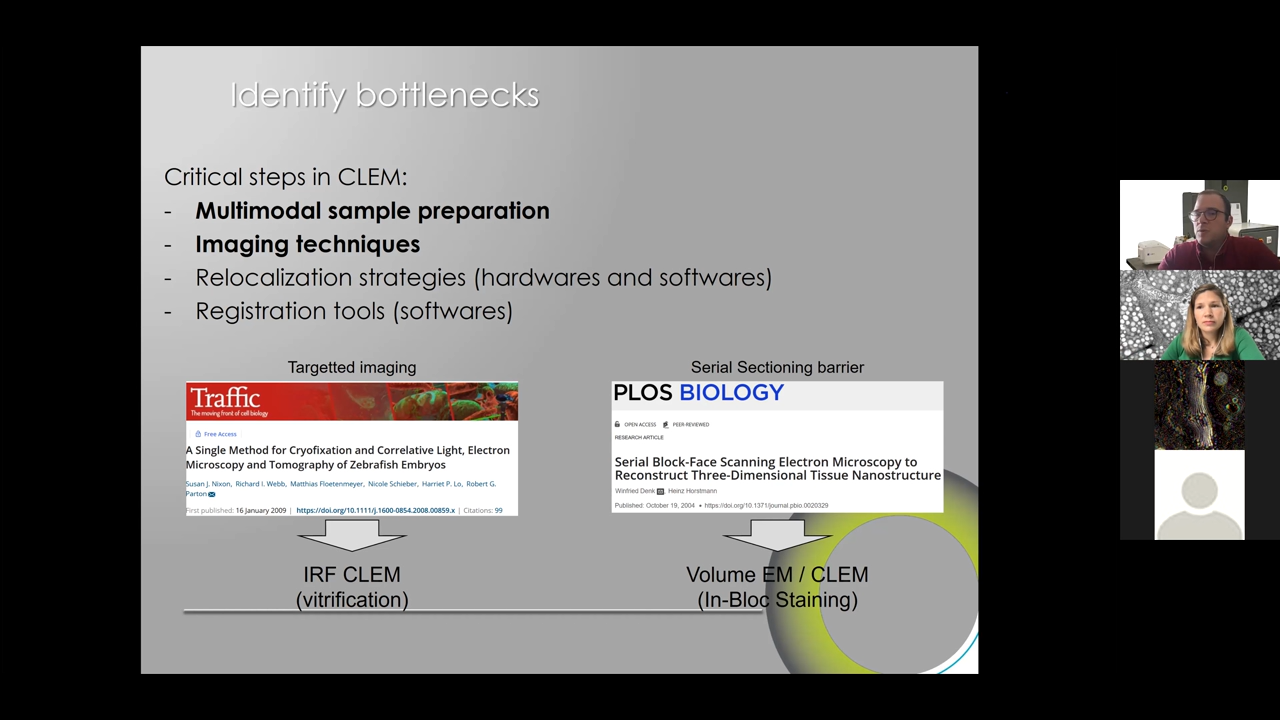 Identify bottlenecks
Critical steps in CLEM:
- Multimodal sample preparation
- Imaging techniques
- Relocalization strategies (hardwares and softwares)
- Registration tools (softwares)
Targetted imaging
Traffic
The moving front of cell biology
Free Access
A Single Method for Cryofixation and Correlative Light, Electron
Microscopy and Tomography of Zebrafish Embryos
Susan J. Nixon, Richard I. Webb, Matthias Floetenmeyer, Nicole Schieber, Harriet P. Lo, Robert G.
Parton
First published: 16 January 2009 | https://doi.org/10.1111/j.1600-0854.2008.00859.x | Citations: 99
IRF CLEM
(vitrification)
Serial Sectioning barrier
PLOS BIOLOGY
OPEN ACCESS PEER-REVIEWED
RESEARCH ARTICLE
Serial Block-Face Scanning Electron Microscopy to
Reconstruct Three-Dimensional Tissue Nanostructure
Winfried Denk, Heinz Horstmann
Published: October 19, 2004 • https://doi.org/10.1371/journal.pbio.0020329
Volume EM / CLEM
(In-Bloc Staining)